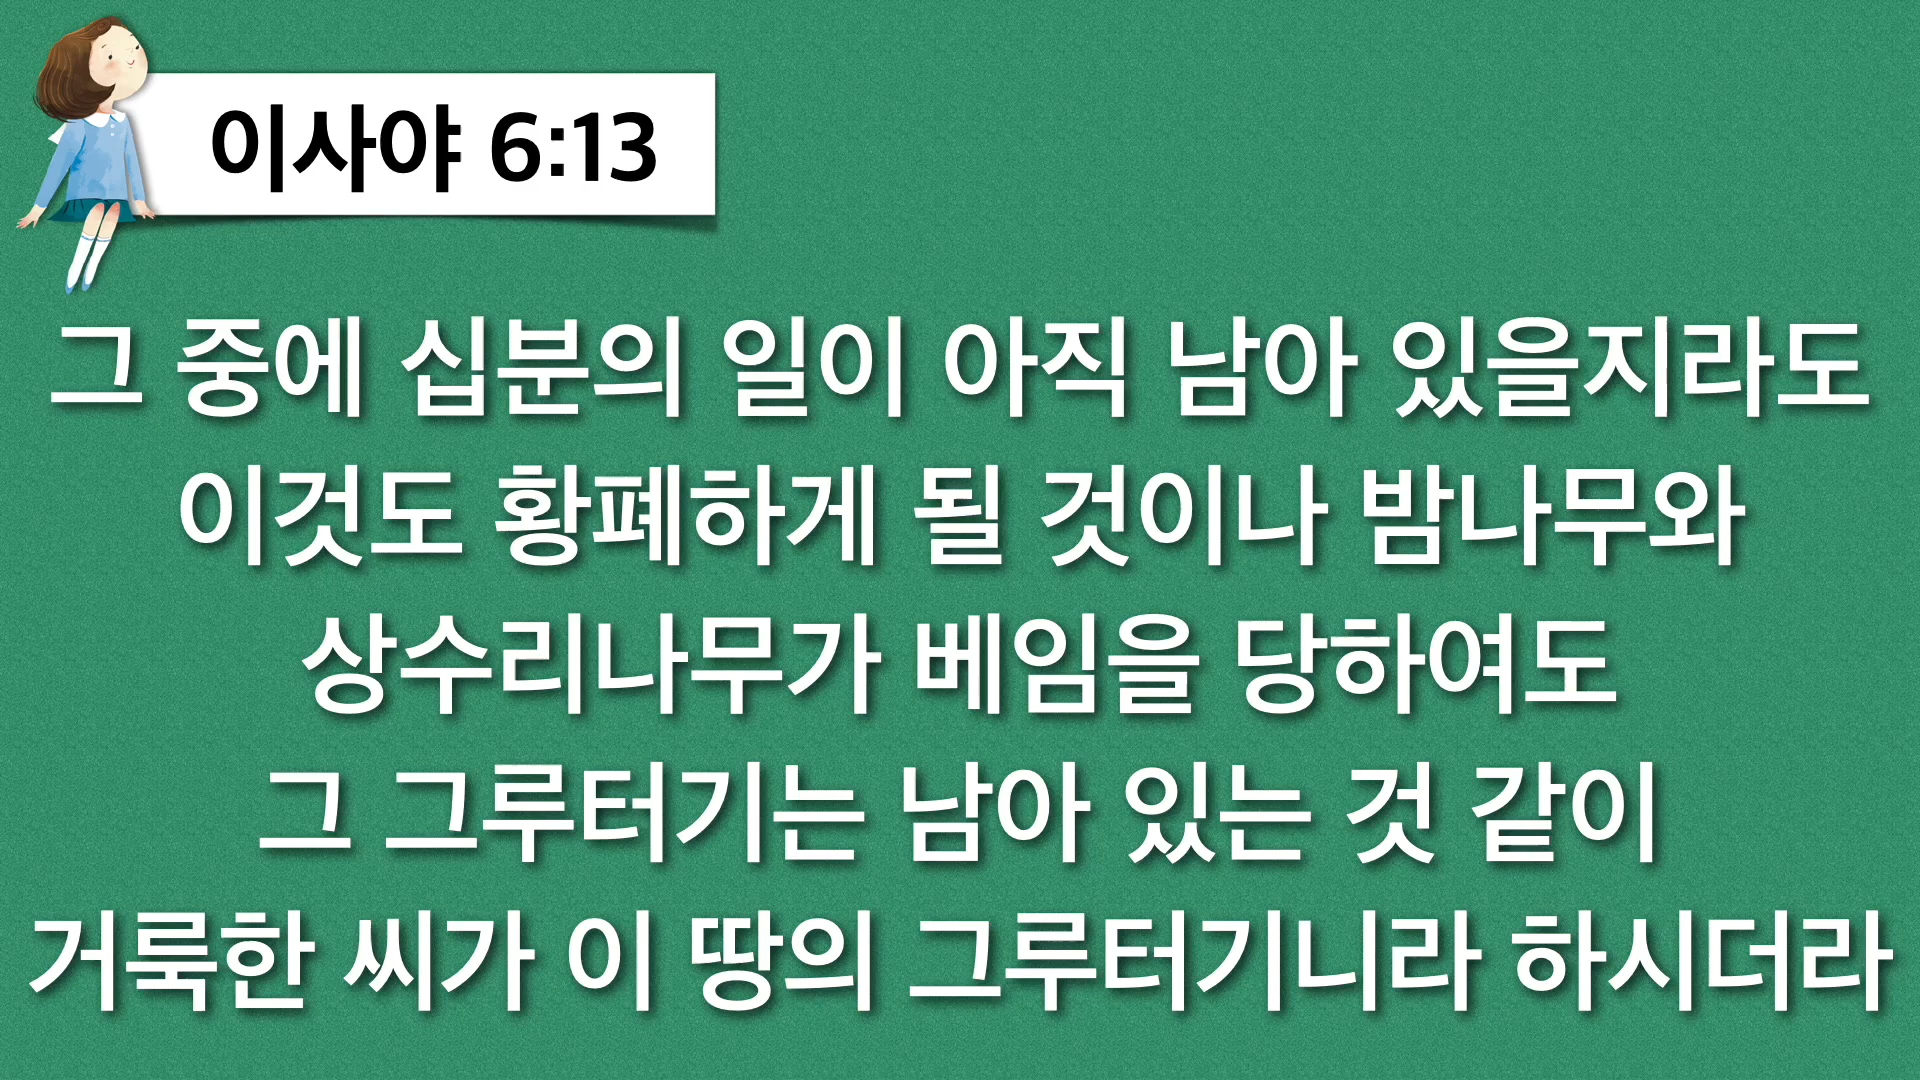 이사야 6:13
그 중에 십분의 일이 아직 남아 있을지라도
이것도 황폐하게 될 것이나 밤나무와
상수리나무가 베임을 당하여도
그 그루터기는 남아 있는 것 같이
거룩한 씨가 이 땅의 그루터기니라 하시더라